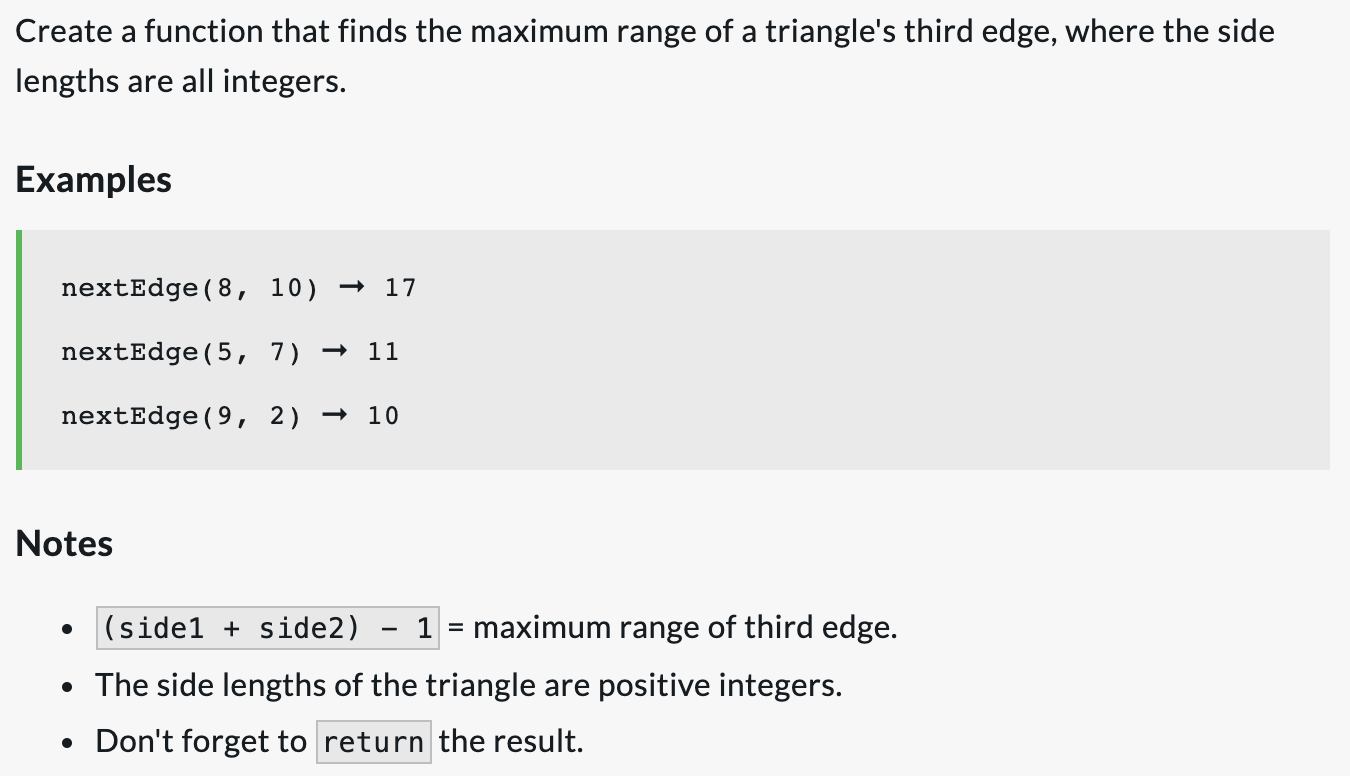 Create a function that finds the maximum range of a triangle's third edge, where the side
lengths are all integers.
Examples
nextEdge(8, 10) ➞ 17
nextEdge(5, 7) ➞ 11
nextEdge(9, 2) ➞ 10
Notes
• (side1 + side2) - 1 = maximum range of third edge.
• The side lengths of the triangle are positive integers.
• Don't forget to return the result.